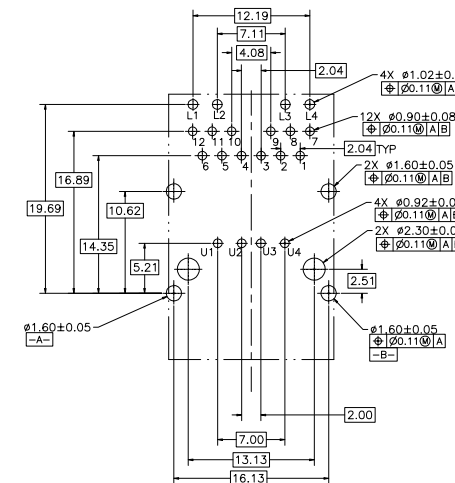 12.19
7.11
4.08
2.04
4X ø1.02±0.
⌖ Ø0.11Ⓜ A
L1 L2 L3 L4
12X ø0.90±0.08
⌖ Ø0.11Ⓜ A B
12 11 10 9 8 7
2.04 TYP
6 5 4 3 2 1
2X ø1.60±0.05
⌖ Ø0.11Ⓜ A B
16.89
19.69
10.62
14.35
4X ø0.92±0.0
⌖ Ø0.11Ⓜ A B
2X ø2.30±0.0
⌖ Ø0.11Ⓜ A
U1 U2 U3 U4
5.21
2.51
ø1.60±0.05
-A-
ø1.60±0.05
⌖ Ø0.11Ⓜ A
-B-
2.00
7.00
13.13
16.13